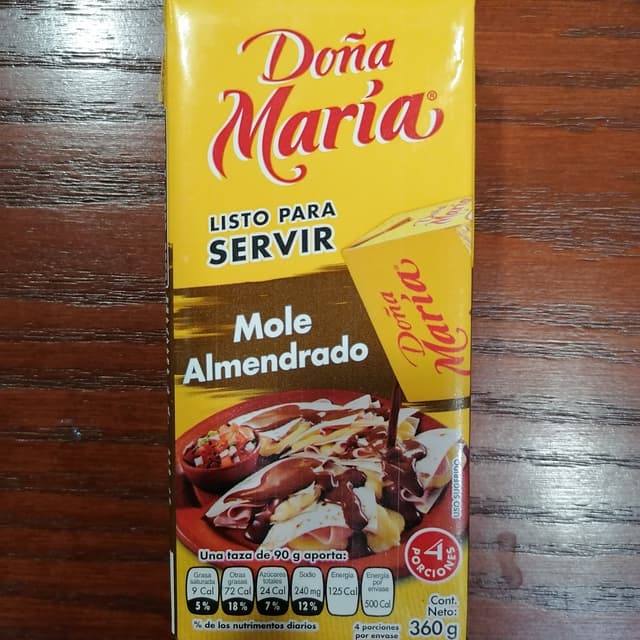 Doña
María®
LISTO PARA
SERVIR
Doña
María
Mole
Almendrado
USO SUGERIDO
4
PORCIONES
Una taza de 90 g aporta:
Grasa saturada 9 Cal 5 %
Otras grasas 72 Cal 18 %
Azúcares totales 24 Cal 7 %
Sodio 240 mg 12 %
Energía 125 Cal
Energía por envase 500 Cal
% de los nutrimentos diarios
4 porciones
por envase
Cont.
Neto:
360 g